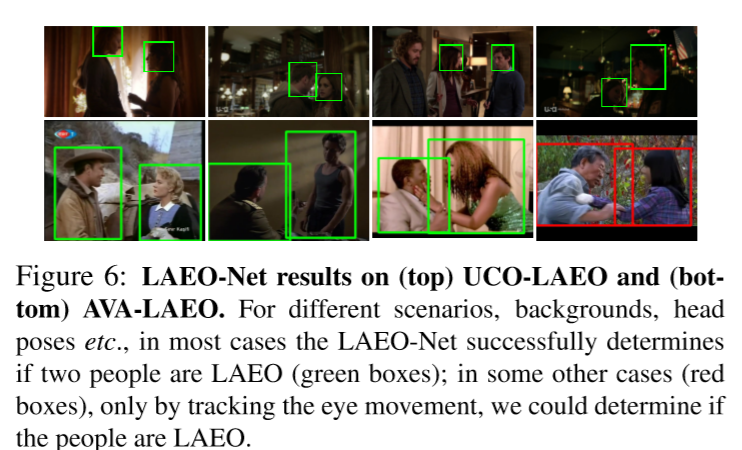 Figure 6: LAEO-Net results on (top) UCO-LAEO and (bot-
tom) AVA-LAEO. For different scenarios, backgrounds, head
poses etc., in most cases the LAEO-Net successfully determines
if two people are LAEO (green boxes); in some other cases (red
boxes), only by tracking the eye movement, we could determine if
the people are LAEO.